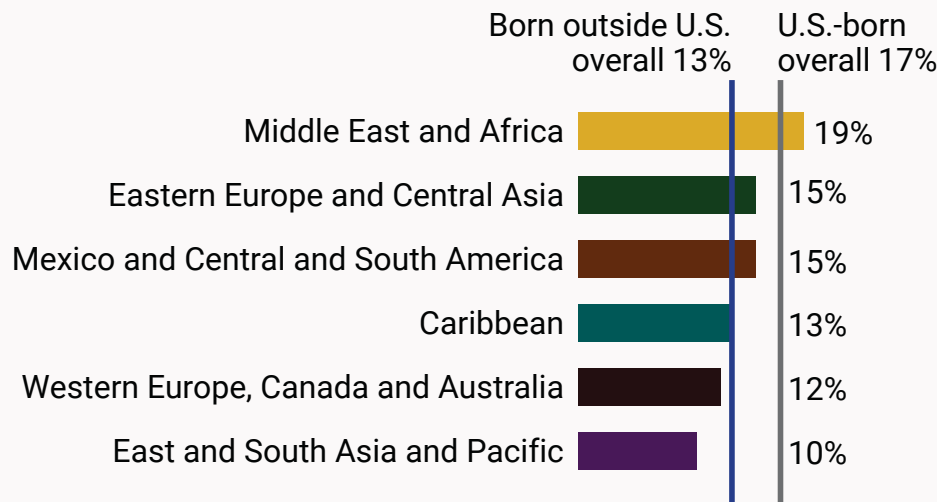 Born outside U.S.
overall 13%
U.S.-born
overall 17%
Middle East and Africa 19%
Eastern Europe and Central Asia 15%
Mexico and Central and South America 15%
Caribbean 13%
Western Europe, Canada and Australia 12%
East and South Asia and Pacific 10%